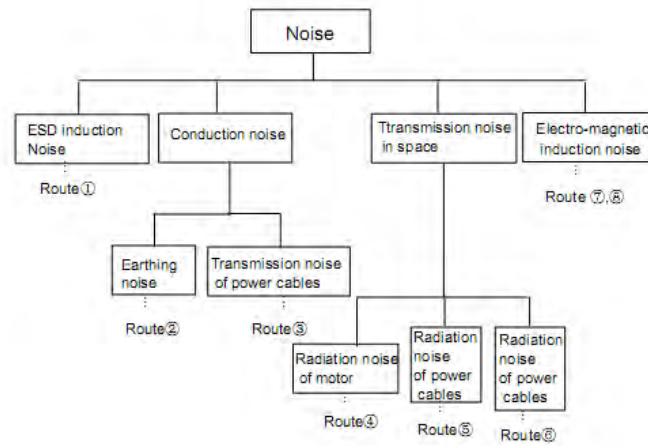 Noise
ESD induction
Noise
Conduction noise
Ttransmission noise
in space
Electro-magnetic
induction noise
Route①
Route ⑦,⑧
Earthing
noise
Transmission noise
of power cables
Route②
Route③
Radiation noise
of motor
Radiation
noise
of power
cables
Radiation
noise
of power
cables
Route④
Route⑤
Route⑥